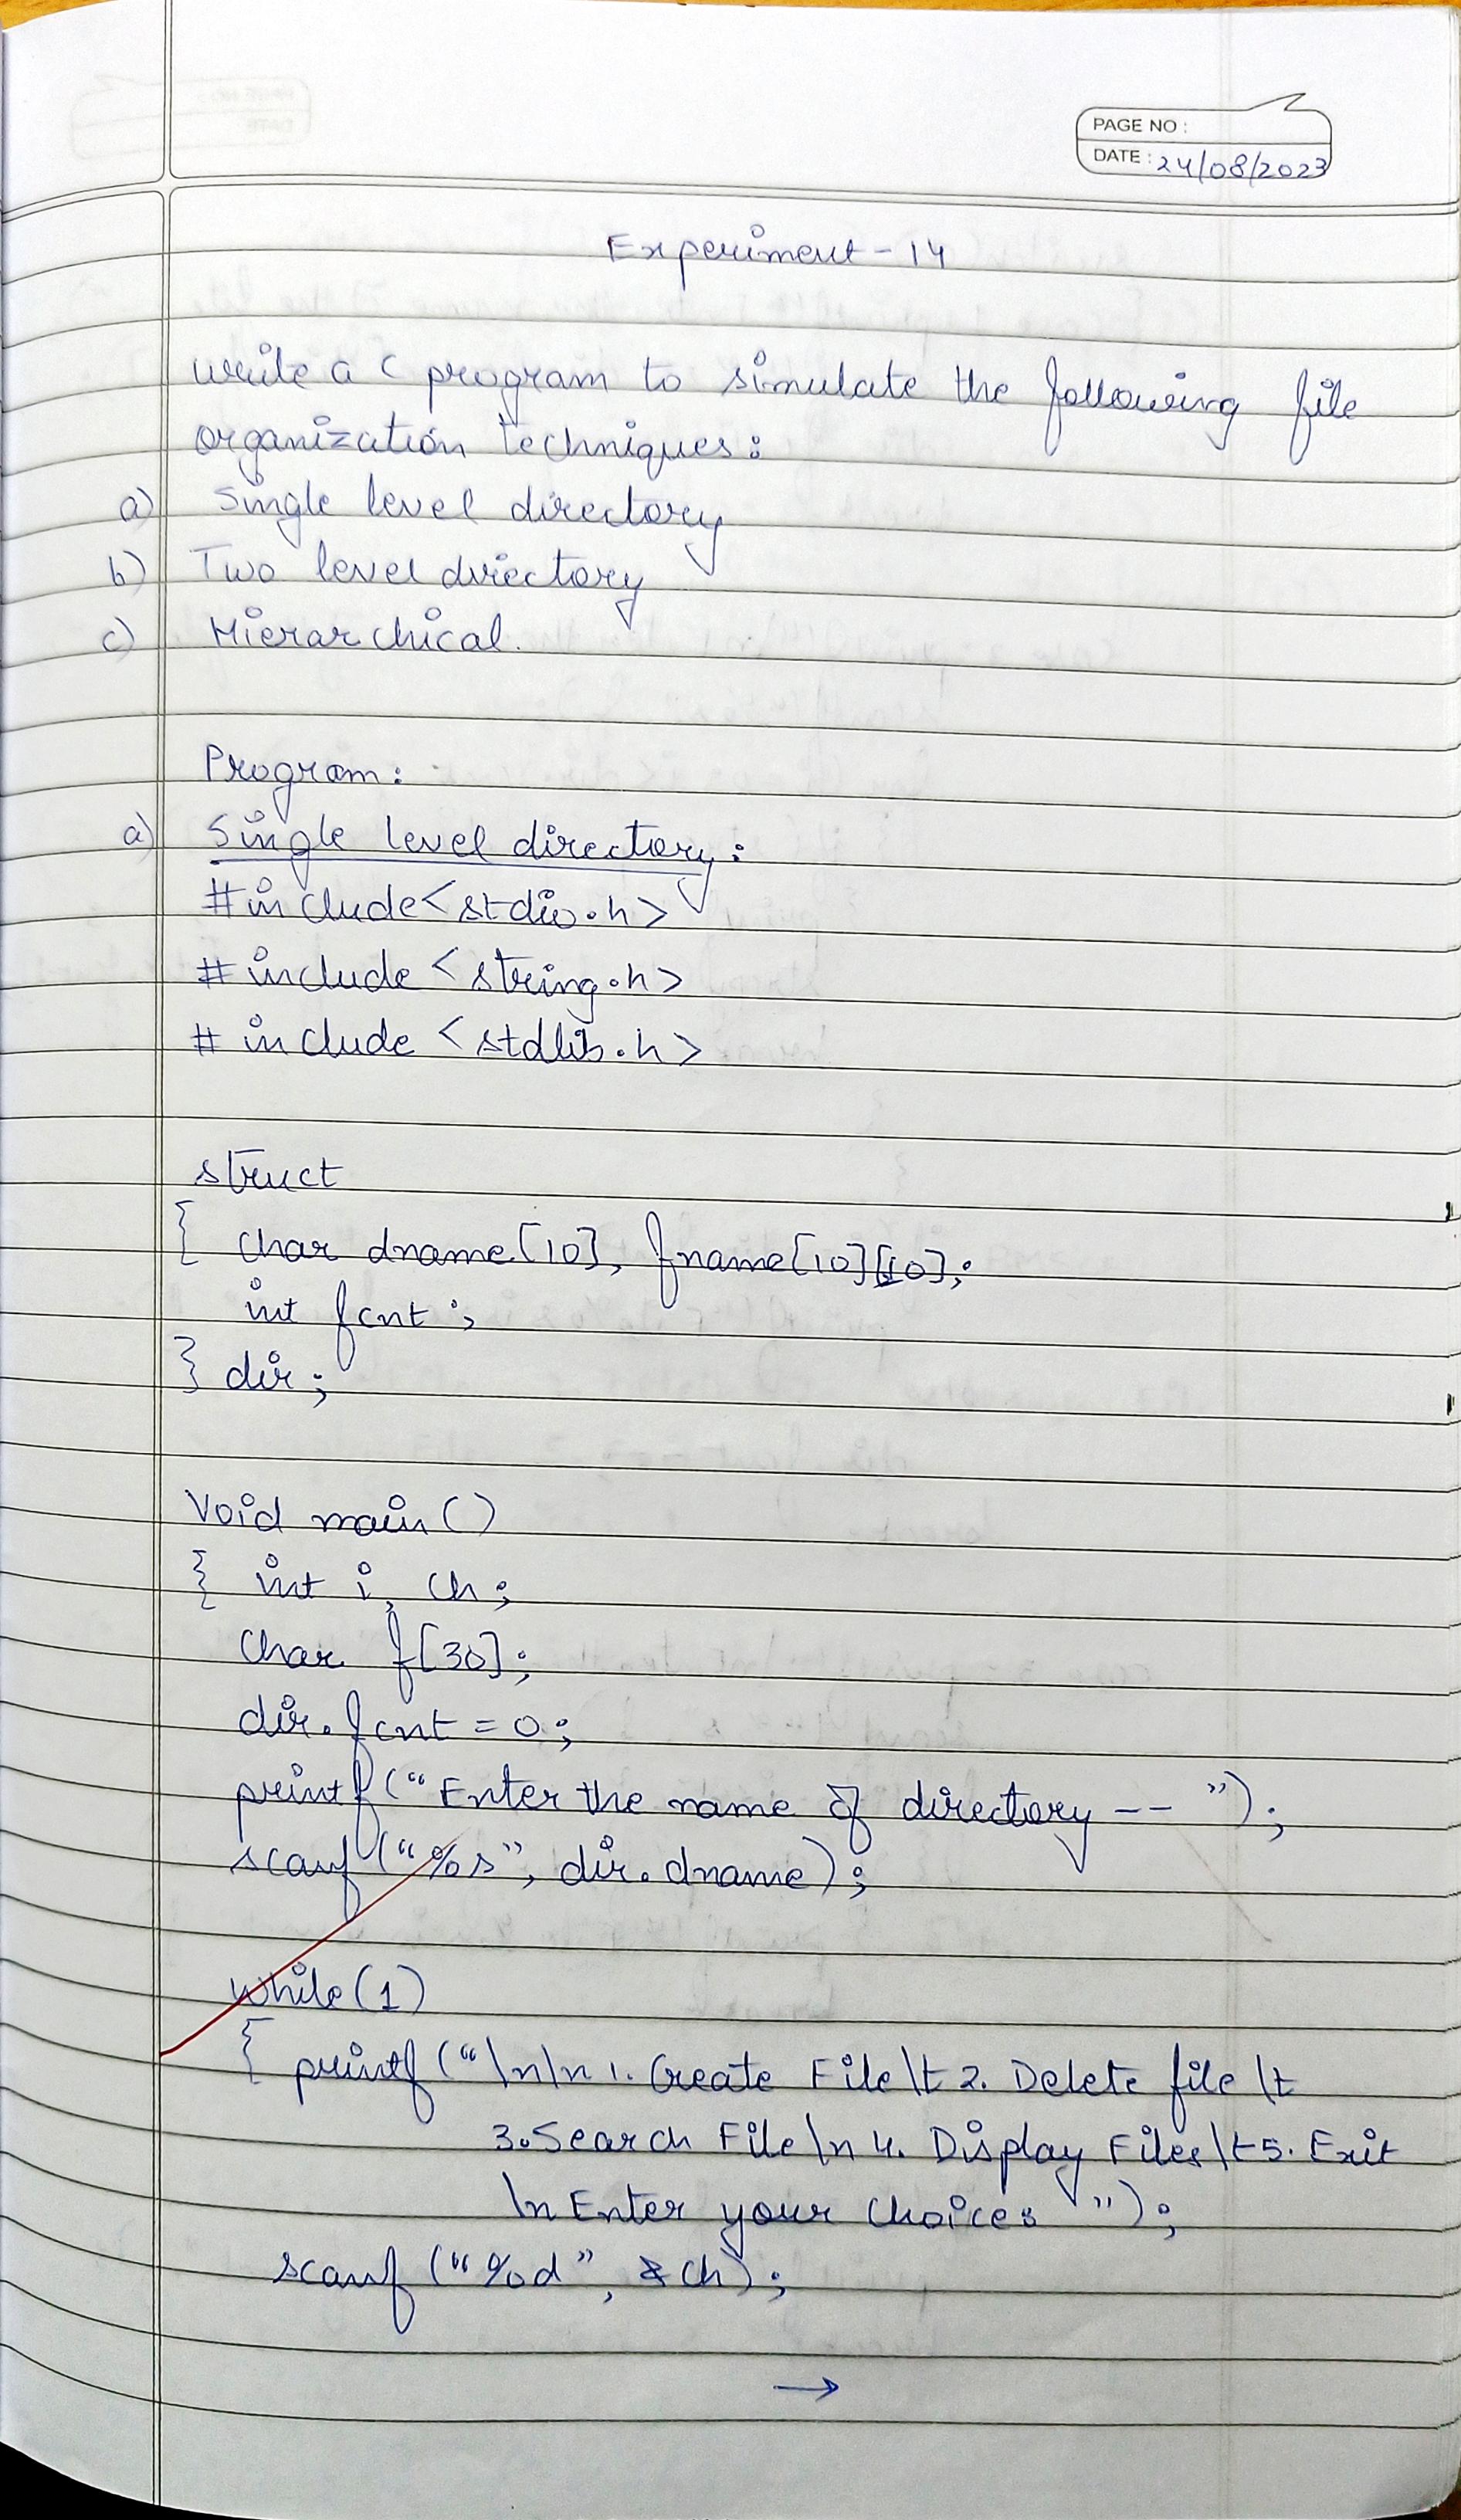 PAGE NO :
DATE : 24/08/2023
Experiment - 14
write a C program to simulate the following file
organization techniques:
a) Single level directory
b) Two level directory
c) Hierarchical.
Program:
a) Single level directory:
#include<stdio.h>
# include <string.h>
# include <stdlib.h>
struct
{ char dname[10], fname[10][10];
int fcnt;
} dir;
Void main()
{ int i, ch;
char f[30];
dir.fcnt = 0;
printf("Enter the name of directory -- ");
scanf("%s", dir.dname);
while(1)
{ printf("\n\n 1. Create File\t 2. Delete file \t
3. Search File\n 4. Display Files\t 5. Exit
\n Enter your choice: ");
scanf("%d", &ch);
→